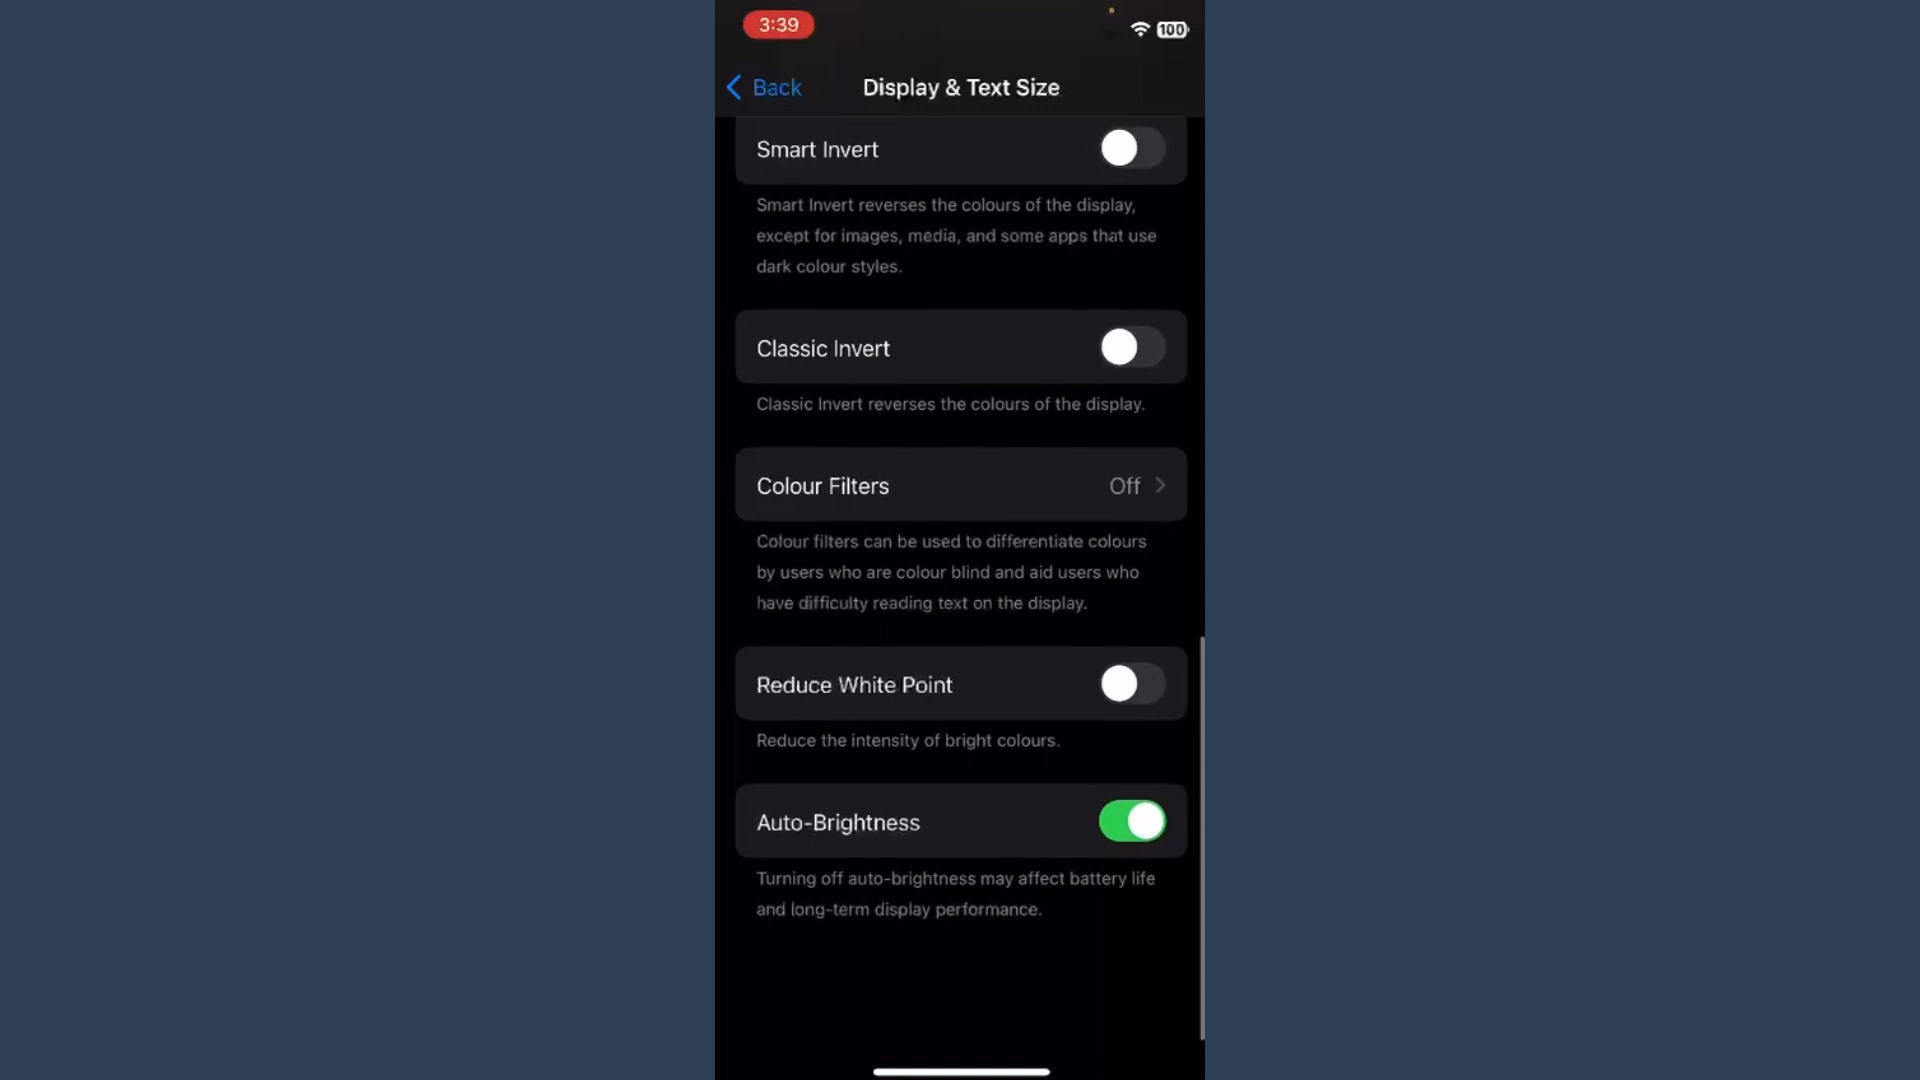 3:39
100
Back
Display & Text Size
Smart Invert
Smart Invert reverses the colours of the display,
except for images, media, and some apps that use
dark colour styles.
Classic Invert
Classic Invert reverses the colours of the display.
Colour Filters
Off
Colour filters can be used to differentiate colours
by users who are colour blind and aid users who
have difficulty reading text on the display.
Reduce White Point
Reduce the intensity of bright colours.
Auto-Brightness
Turning off auto-brightness may affect battery life
and long-term display performance.